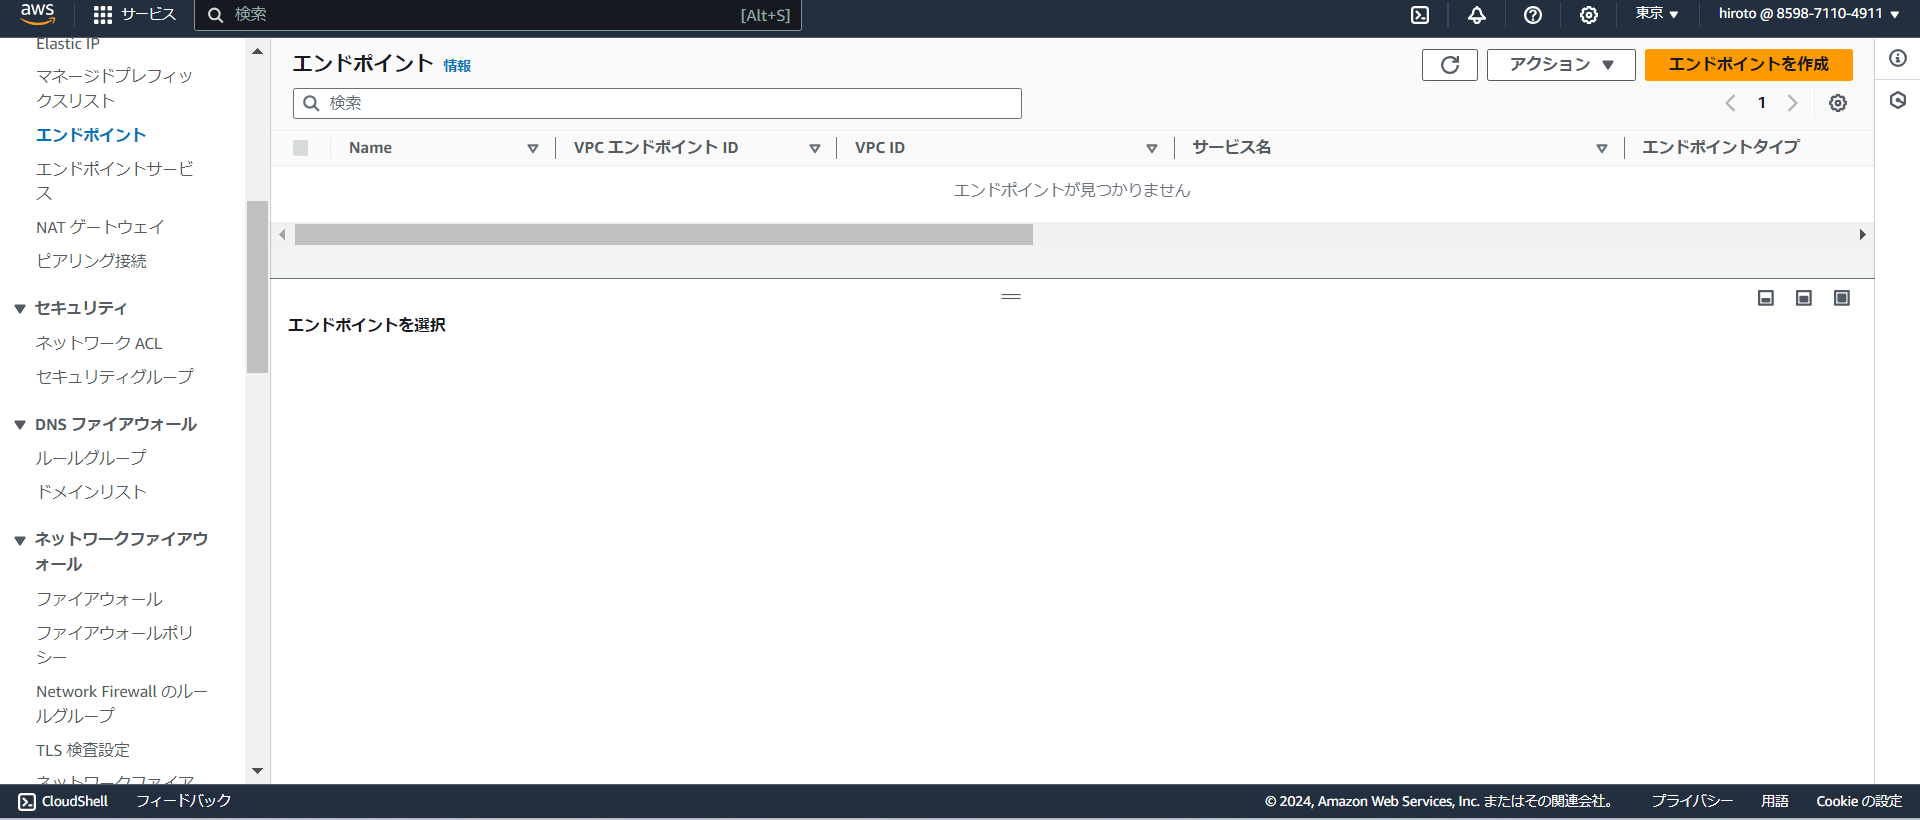 aws
サービス
検索
[Alt+S]
東京
hiroto @ 8598-7110-4911
Elastic IP
マネージドプレフィッ
クスリスト
エンドポイント
エンドポイントサービ
ス
NAT ゲートウェイ
ピアリング接続
セキュリティ
ネットワーク ACL
セキュリティグループ
DNS ファイアウォール
ルールグループ
ドメインリスト
ネットワークファイアウ
ォール
ファイアウォール
ファイアウォールポリ
シー
Network Firewall のルー
ルグループ
TLS 検査設定
ネットワークファイア
エンドポイント 情報
アクション
エンドポイントを作成
検索
1
Name
VPC エンドポイント ID
VPC ID
サービス名
エンドポイントタイプ
エンドポイントが見つかりません
エンドポイントを選択
CloudShell
フィードバック
© 2024, Amazon Web Services, Inc. またはその関連会社。
プライバシー
用語
Cookie の設定